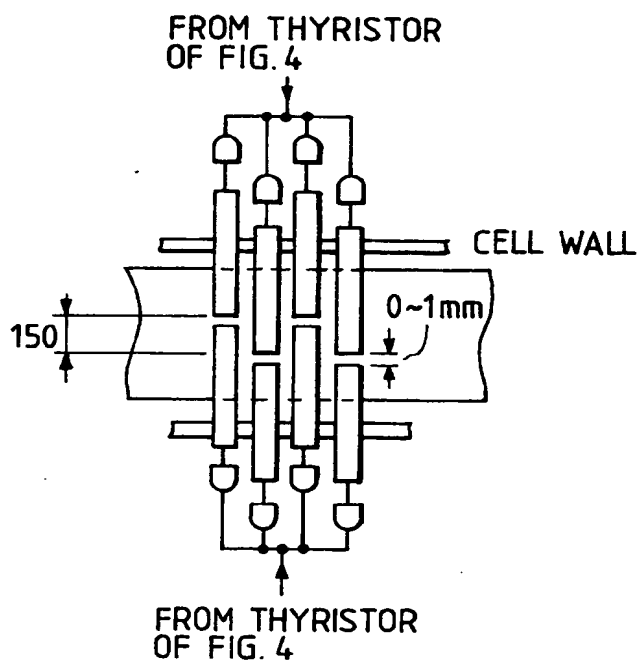 FROM THYRISTOR
OF FIG. 4
CELL WALL
0~1mm
150
FROM THYRISTOR
OF FIG. 4